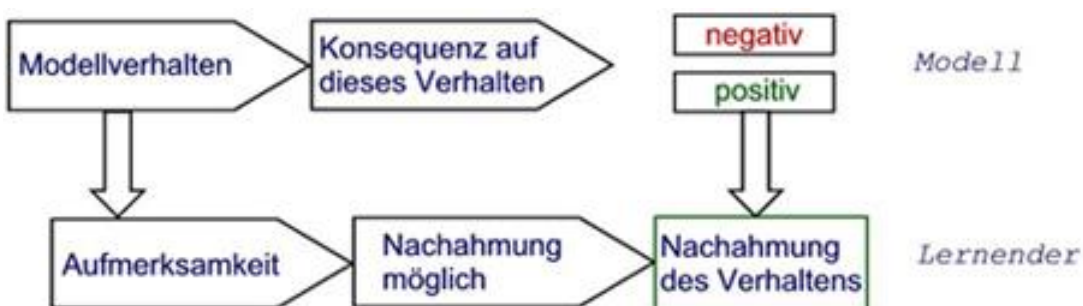 Modellverhalten
Konsequenz auf
dieses Verhalten
negativ
positiv
Modell
Aufmerksamkeit
Nachahmung
möglich
Nachahmung
des Verhaltens
Lernender